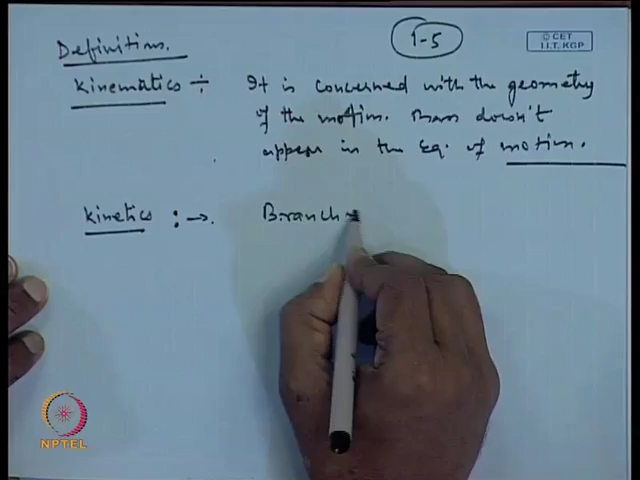 Definitions.
1-5
© CET
I.I.T. KGP
Kinematics ÷ It is concerned with the geometry
of the motion. Mass doesn't
appear in the Eq. of motion.
Kinetics :→. Branch
NPTEL